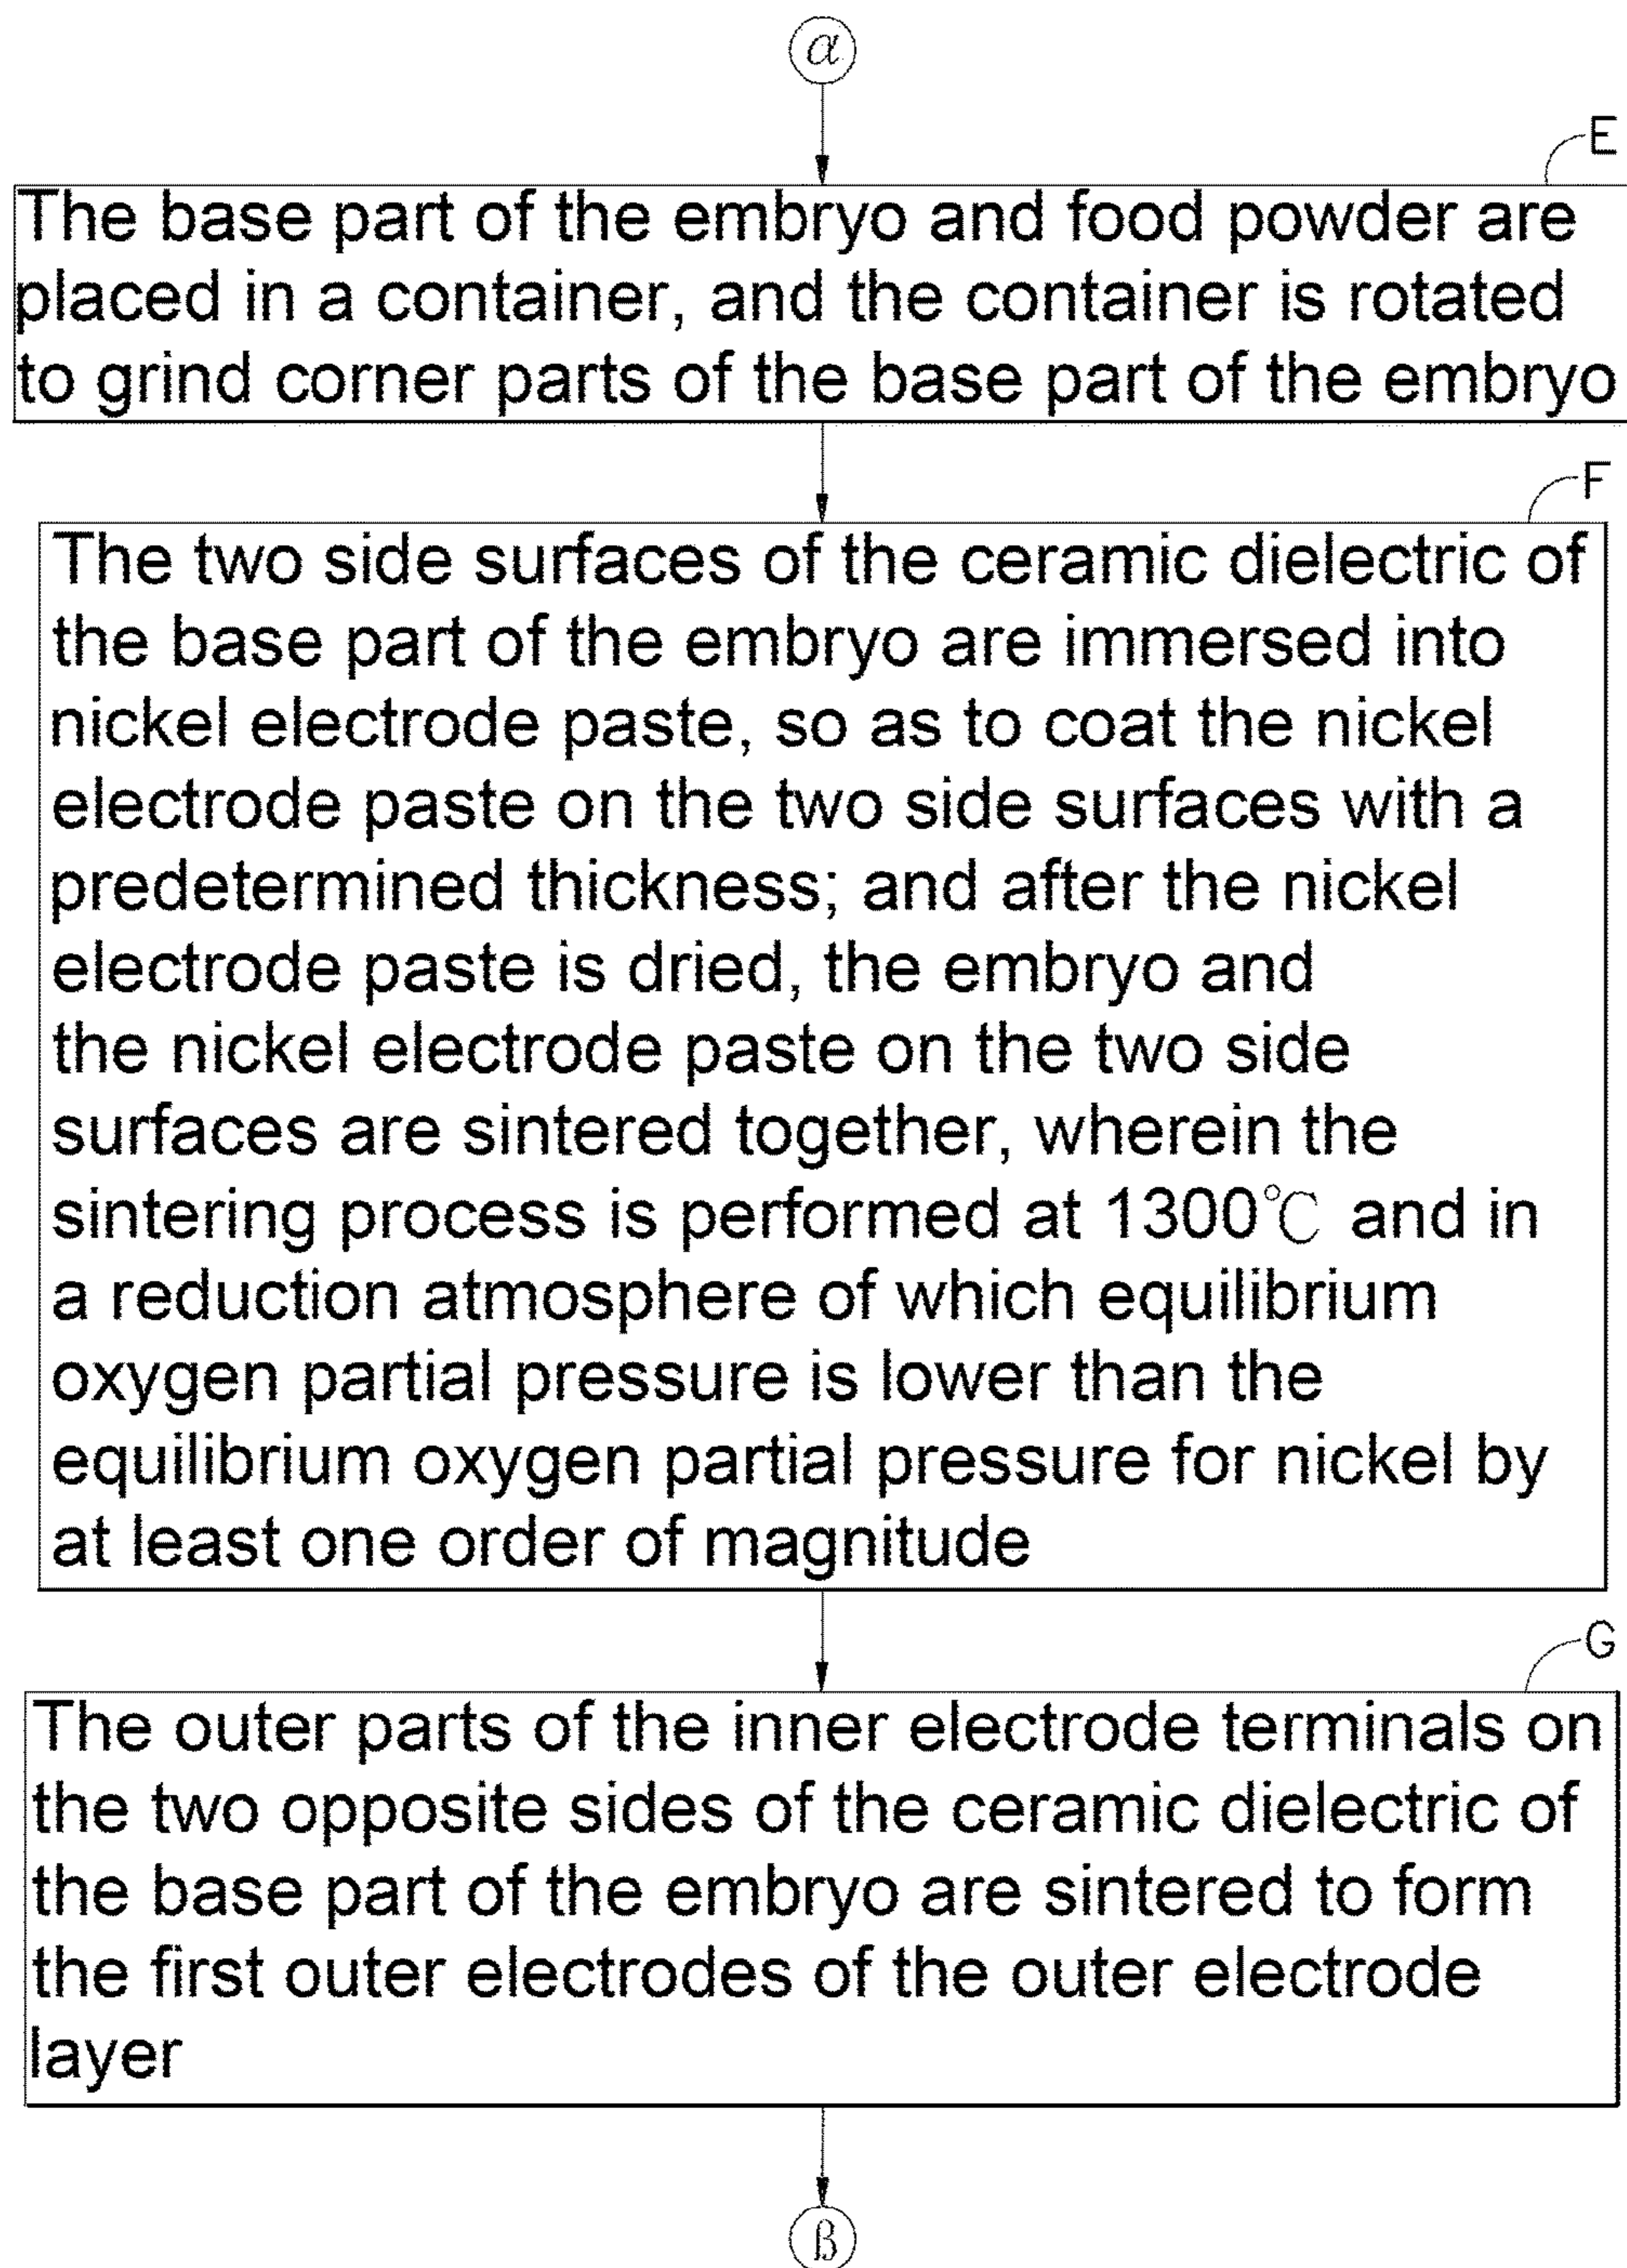 α
E
The base part of the embryo and food powder are
placed in a container, and the container is rotated
to grind corner parts of the base part of the embryo
F
The two side surfaces of the ceramic dielectric of
the base part of the embryo are immersed into
nickel electrode paste, so as to coat the nickel
electrode paste on the two side surfaces with a
predetermined thickness; and after the nickel
electrode paste is dried, the embryo and
the nickel electrode paste on the two side
surfaces are sintered together, wherein the
sintering process is performed at 1300℃ and in
a reduction atmosphere of which equilibrium
oxygen partial pressure is lower than the
equilibrium oxygen partial pressure for nickel by
at least one order of magnitude
G
The outer parts of the inner electrode terminals on
the two opposite sides of the ceramic dielectric of
the base part of the embryo are sintered to form
the first outer electrodes of the outer electrode
layer
β